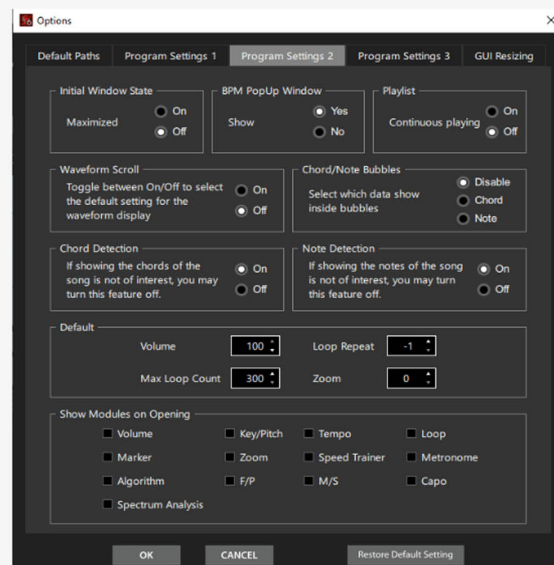 Options
Default Paths Program Settings 1 Program Settings 2 Program Settings 3 GUI Resizing
Initial Window State
Maximized
On
Off
BPM PopUp Window
Show
Yes
No
Playlist
Continuous playing
On
Off
Waveform Scroll
Toggle between On/Off to select
the default setting for the
waveform display
On
Off
Chord/Note Bubbles
Select which data show
inside bubbles
Disable
Chord
Note
Chord Detection
If showing the chords of the
song is not of interest, you may
turn this feature off.
On
Off
Note Detection
If showing the notes of the song
is not of interest, you may turn
this feature off.
On
Off
Default
Volume 100 Loop Repeat -1
Max Loop Count 300 Zoom 0
Show Modules on Opening
Volume Key/Pitch Tempo Loop
Marker Zoom Speed Trainer Metronome
Algorithm F/P M/S Capo
Spectrum Analysis
OK CANCEL Restore Default Setting